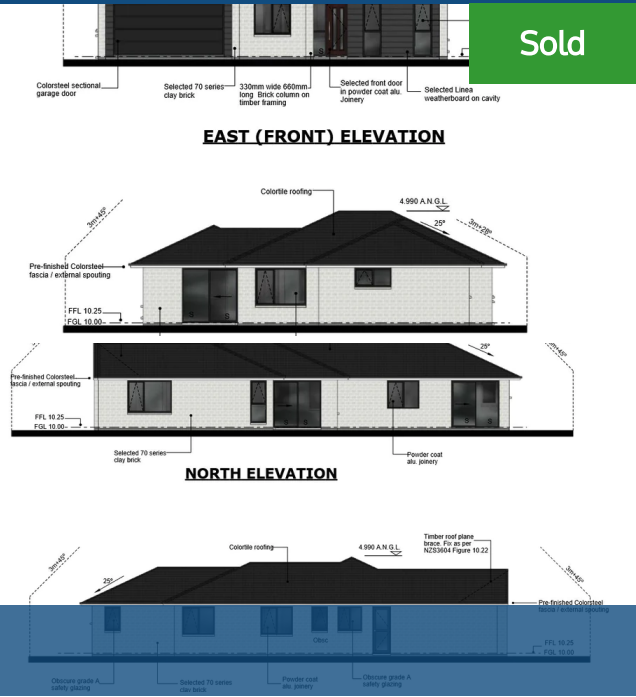 Sold
Colorsteel sectional
garage door
Selected 70 series
clay brick
330mm wide 660mm
long Brick column on
timber framing
S
Selected front door
in powder coat alu.
Joinery
Selected Linea
weatherboard on cavity
EAST (FRONT) ELEVATION
Colortile roofing
4.990 A.N.G.L.
3m+45°
25°
3m+28°
Pre-finished Colorsteel
fascia / external spouting
FFL 10.25
FGL 10.00
S S
25°
3m+45°
Pre-finished Colorsteel
fascia / external spouting
FFL 10.25
FGL 10.00
S S
S S
Selected 70 series
clay brick
Powder coat
alu. joinery
NORTH ELEVATION
Timber roof plane
brace. Fix as per
NZS3604 Figure 10.22
Colortile roofing
4.990 A.N.G.L.
3m+45°
25°
3m+45°
Pre-finished Colorsteel
fascia / external spouting
Obsc
FFL 10.25
FGL 10.00
Obscure grade A
safety glazing
Selected 70 series
clay brick
Powder coat
alu. joinery
Obscure grade A
safety glazing